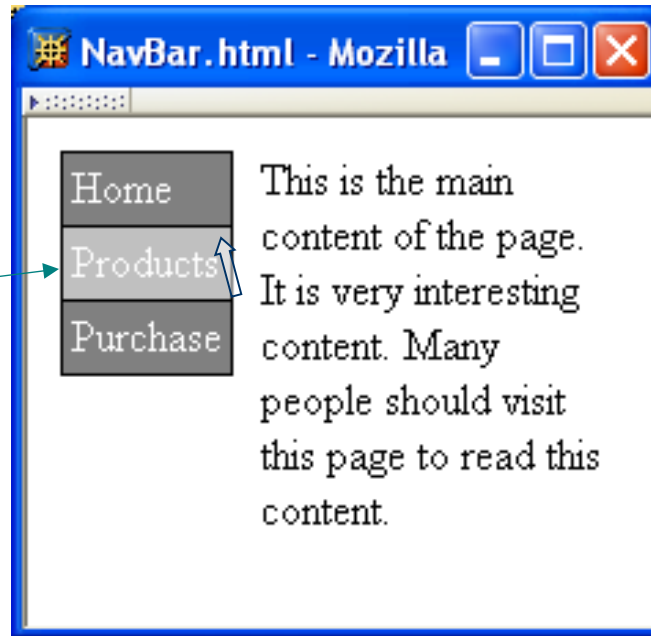 NavBar.html - Mozilla
Home
Products
Purchase
This is the main
content of the page.
It is very interesting
content. Many
people should visit
this page to read this
content.